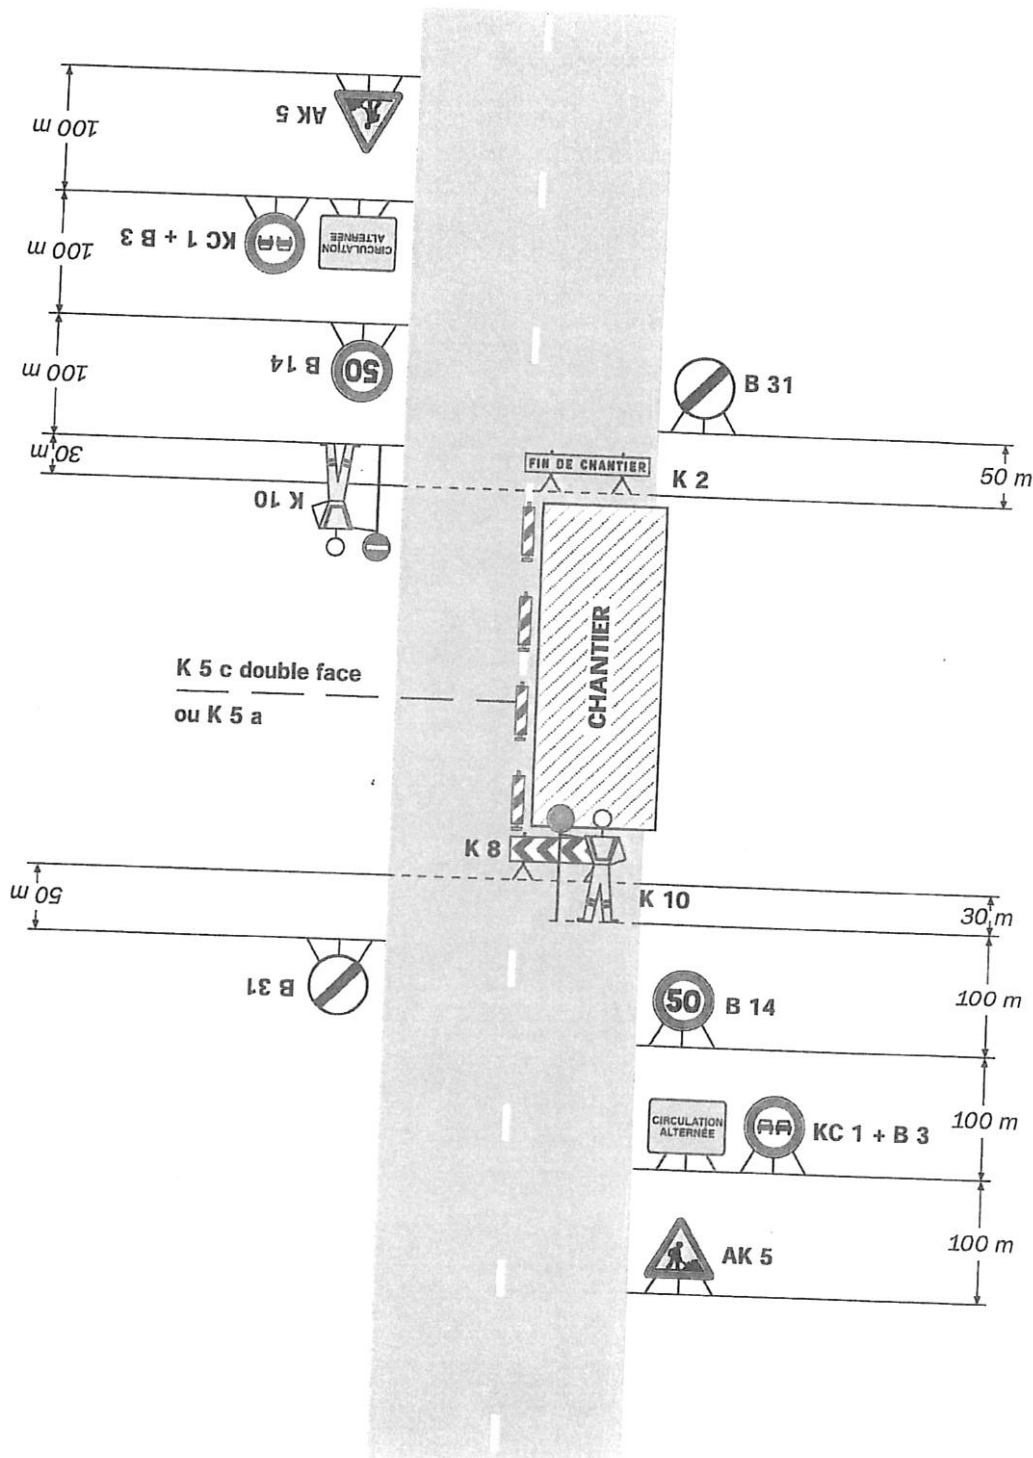 AK 5
100 m
KC 1 + B 3
CIRCULATION
ALTERNÉE
100 m
B 14
50
100 m
B 31
30 m
FIN DE CHANTIER
K 2
50 m
K 10
CHANTIER
K 5 c double face
ou K 5 a
K 8
K 10
50 m
30 m
B 31
50
B 14
100 m
CIRCULATION
ALTERNÉE
KC 1 + B 3
100 m
AK 5
100 m